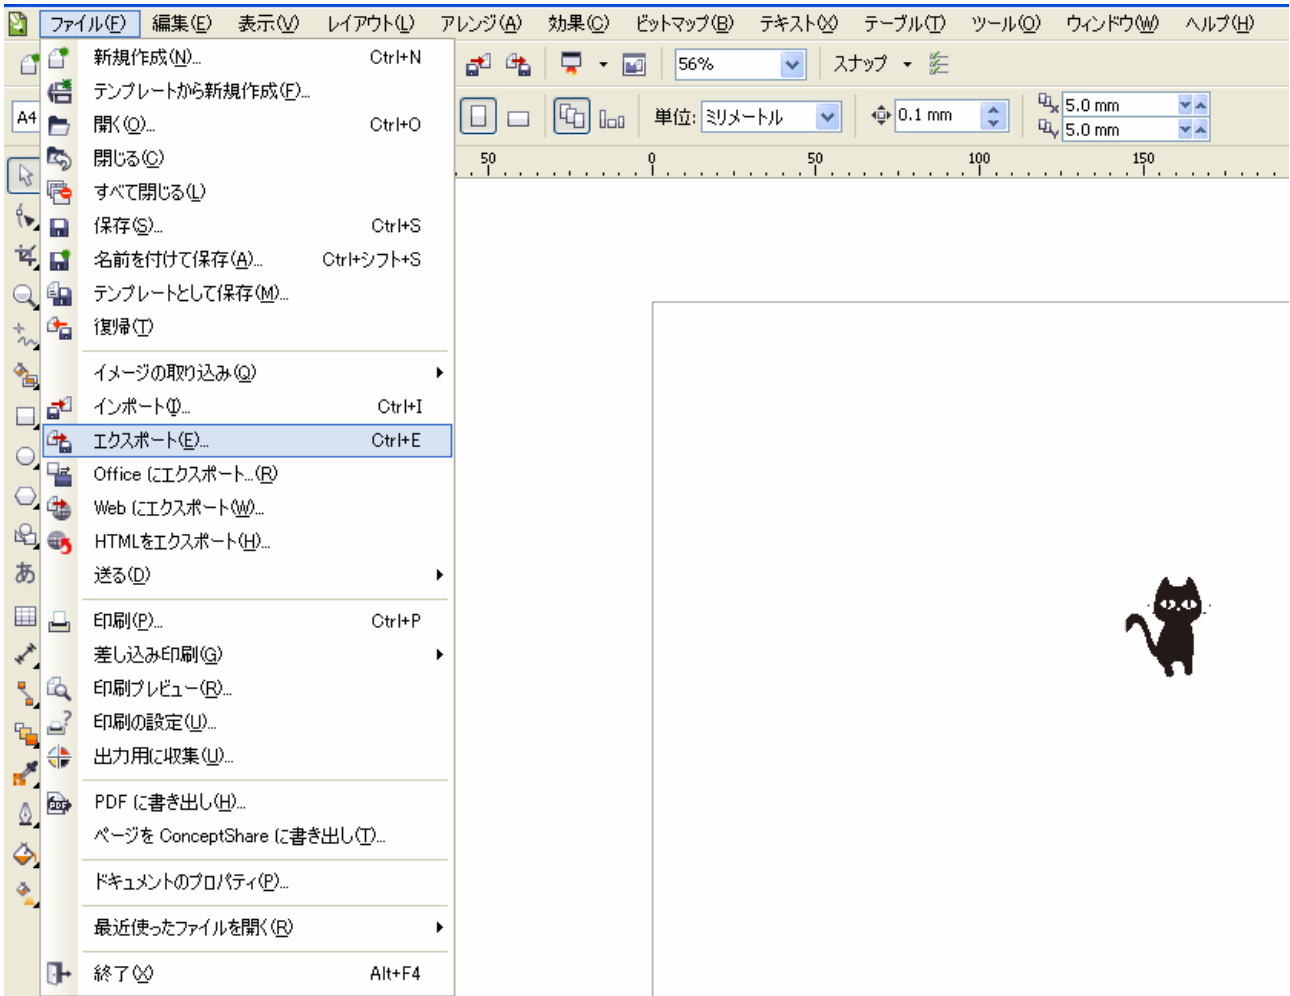 ファイル(F) 編集(E) 表示(V) レイアウト(L) アレンジ(A) 効果(C) ビットマップ(B) テキスト(X) テーブル(T) ツール(O) ウィンドウ(W) ヘルプ(H)
56% スナップ
A4 単位: ミリメートル 0.1 mm 5.0 mm
5.0 mm
50 0 50 100 150
新規作成(N)... Ctrl+N
テンプレートから新規作成(F)...
開く(O)... Ctrl+O
閉じる(C)
すべて閉じる(L)
保存(S)... Ctrl+S
名前を付けて保存(A)... Ctrl+シフト+S
テンプレートとして保存(M)...
復帰(T)
イメージの取り込み(Q)
インポート(I)... Ctrl+I
エクスポート(E)... Ctrl+E
Office にエクスポート...(R)
Web にエクスポート(W)...
HTMLをエクスポート(H)...
送る(D)
あ
印刷(P)... Ctrl+P
差し込み印刷(G)
印刷プレビュー(R)...
印刷の設定(U)...
出力用に収集(U)...
PDF に書き出し(H)...
ページを ConceptShare に書き出し(T)...
ドキュメントのプロパティ(P)...
最近使ったファイルを開く(R)
終了(X) Alt+F4